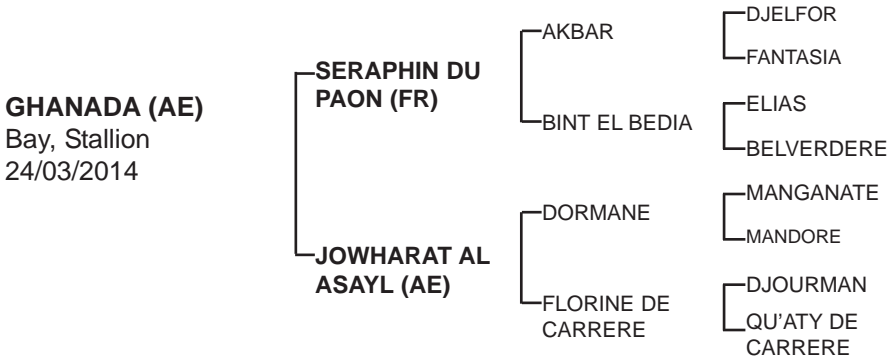 GHANADA (AE)
Bay, Stallion
24/03/2014
SERAPHIN DU
PAON (FR)
JOWHARAT AL
ASAYL (AE)
AKBAR
BINT EL BEDIA
DORMANE
FLORINE DE
CARRERE
DJELFOR
FANTASIA
ELIAS
BELVERDERE
MANGANATE
MANDORE
DJOURMAN
QU'ATY DE
CARRERE